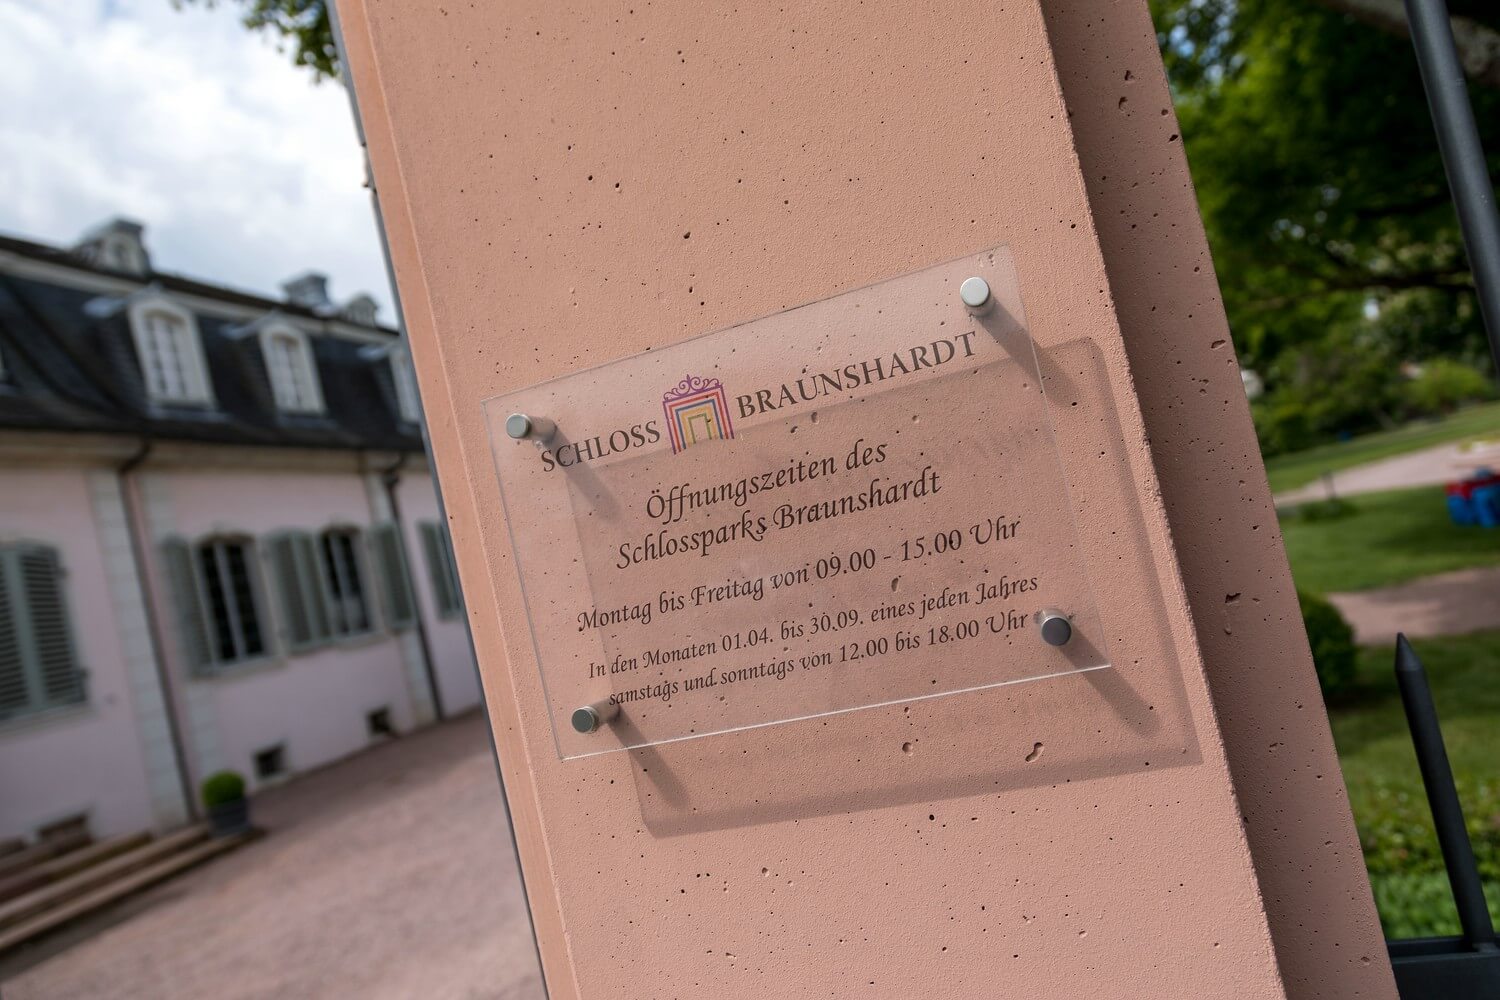 SCHLOSS BRAUNSHARDT
Öffnungszeiten des
Schlossparks Braunshardt
Montag bis Freitag von 09.00 - 15.00 Uhr
In den Monaten 01.04. bis 30.09. eines jeden Jahres
samstags und sonntags von 12.00 bis 18.00 Uhr